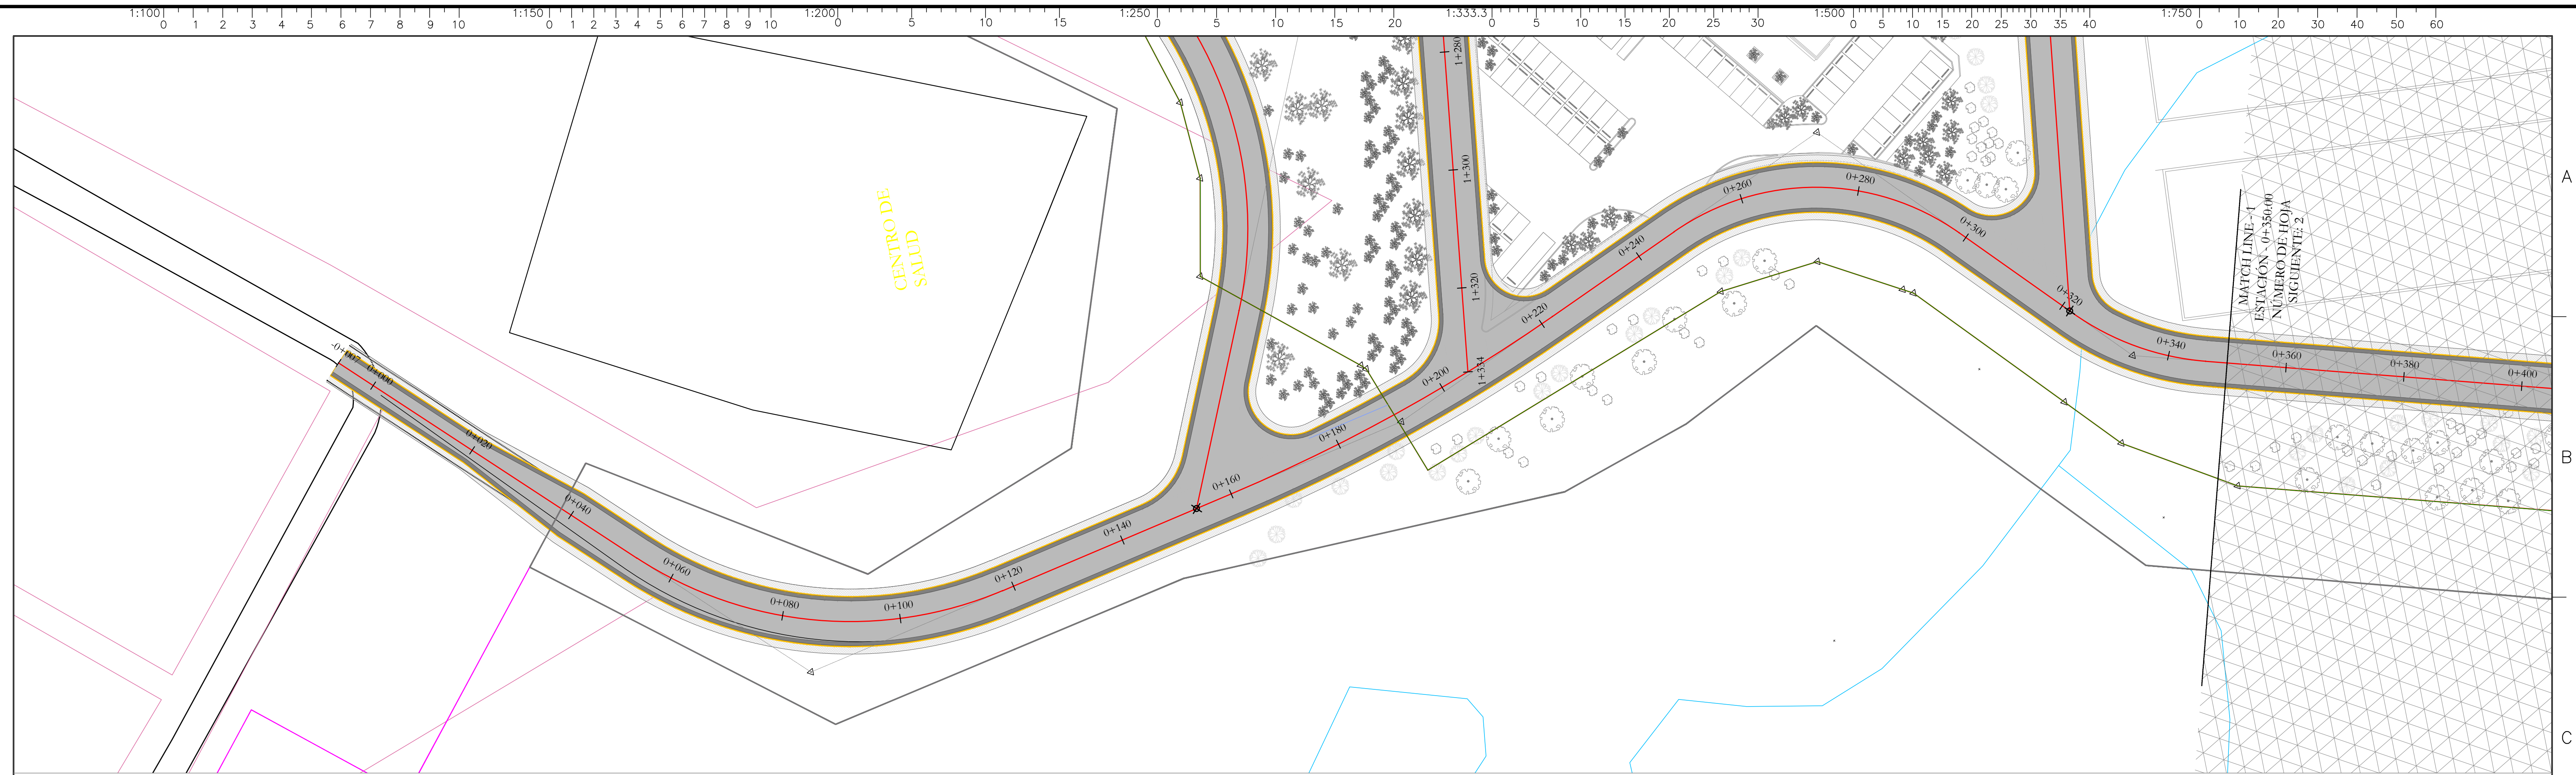 1:100 0 1 2 3 4 5 6 7 8 9 10
1:150 0 1 2 3 4 5 6 7 8 9 10
1:200 0 5 10 15
1:250 0 5 10 15 20
1:333.3 0 5 10 15 20 25 30
1:500 0 5 10 15 20 25 30 35 40
1:750 0 10 20 30 40 50 60
A
B
C
CENTRO DE
SALUD
-0+007
0+000
0+020
0+040
0+060
0+080
0+100
0+120
0+140
0+160
0+180
0+200
0+220
0+240
0+260
0+280
0+300
0+320
0+340
0+360
0+380
0+400
1+280
1+300
1+320
1+334
MATCH LINE - 1
ESTACIÓN - 0+350.00
NÚMERO DE HOJA
SIGUIENTE: 2